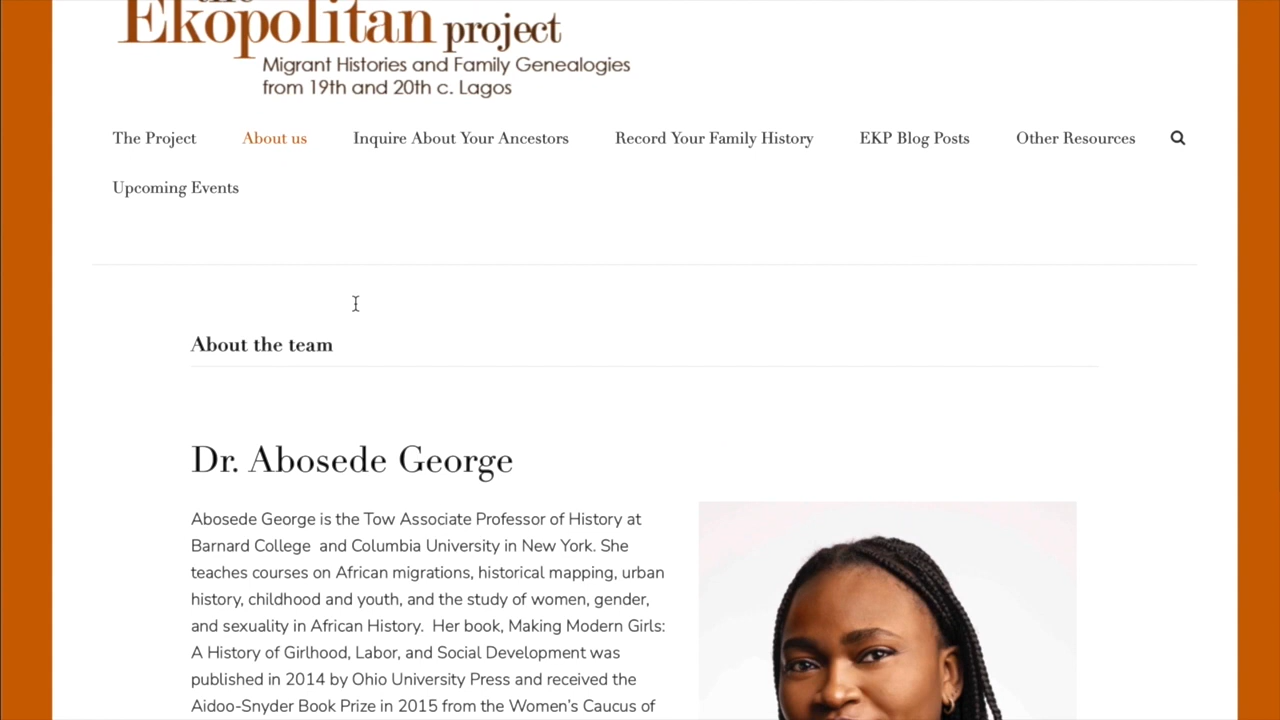 the
Ekopolitan project
Migrant Histories and Family Genealogies
from 19th and 20th c. Lagos
The Project About us Inquire About Your Ancestors Record Your Family History EKP Blog Posts Other Resources
Upcoming Events
About the team
Dr. Abosede George
Abosede George is the Tow Associate Professor of History at
Barnard College and Columbia University in New York. She
teaches courses on African migrations, historical mapping, urban
history, childhood and youth, and the study of women, gender,
and sexuality in African History. Her book, Making Modern Girls:
A History of Girlhood, Labor, and Social Development was
published in 2014 by Ohio University Press and received the
Aidoo-Snyder Book Prize in 2015 from the Women's Caucus of